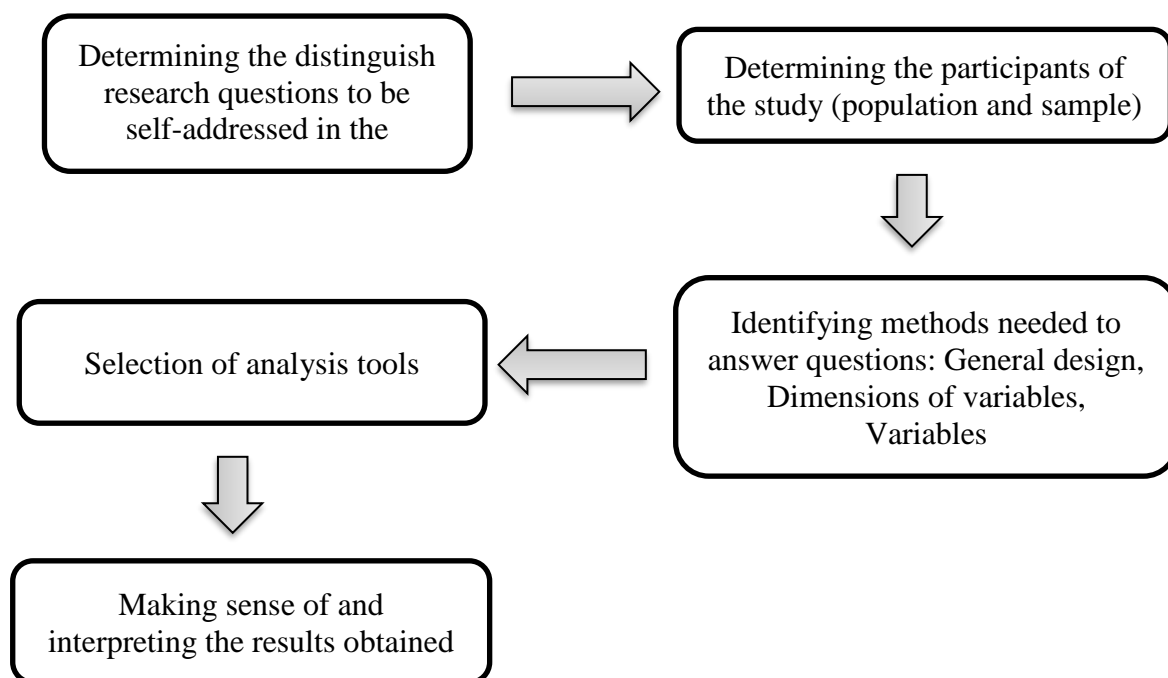 Determining the distinguish
research questions to be
self-addressed in the
Determining the participants of
the study (population and sample)
Identifying methods needed to
answer questions: General design,
Dimensions of variables,
Variables
Selection of analysis tools
Making sense of and
interpreting the results obtained